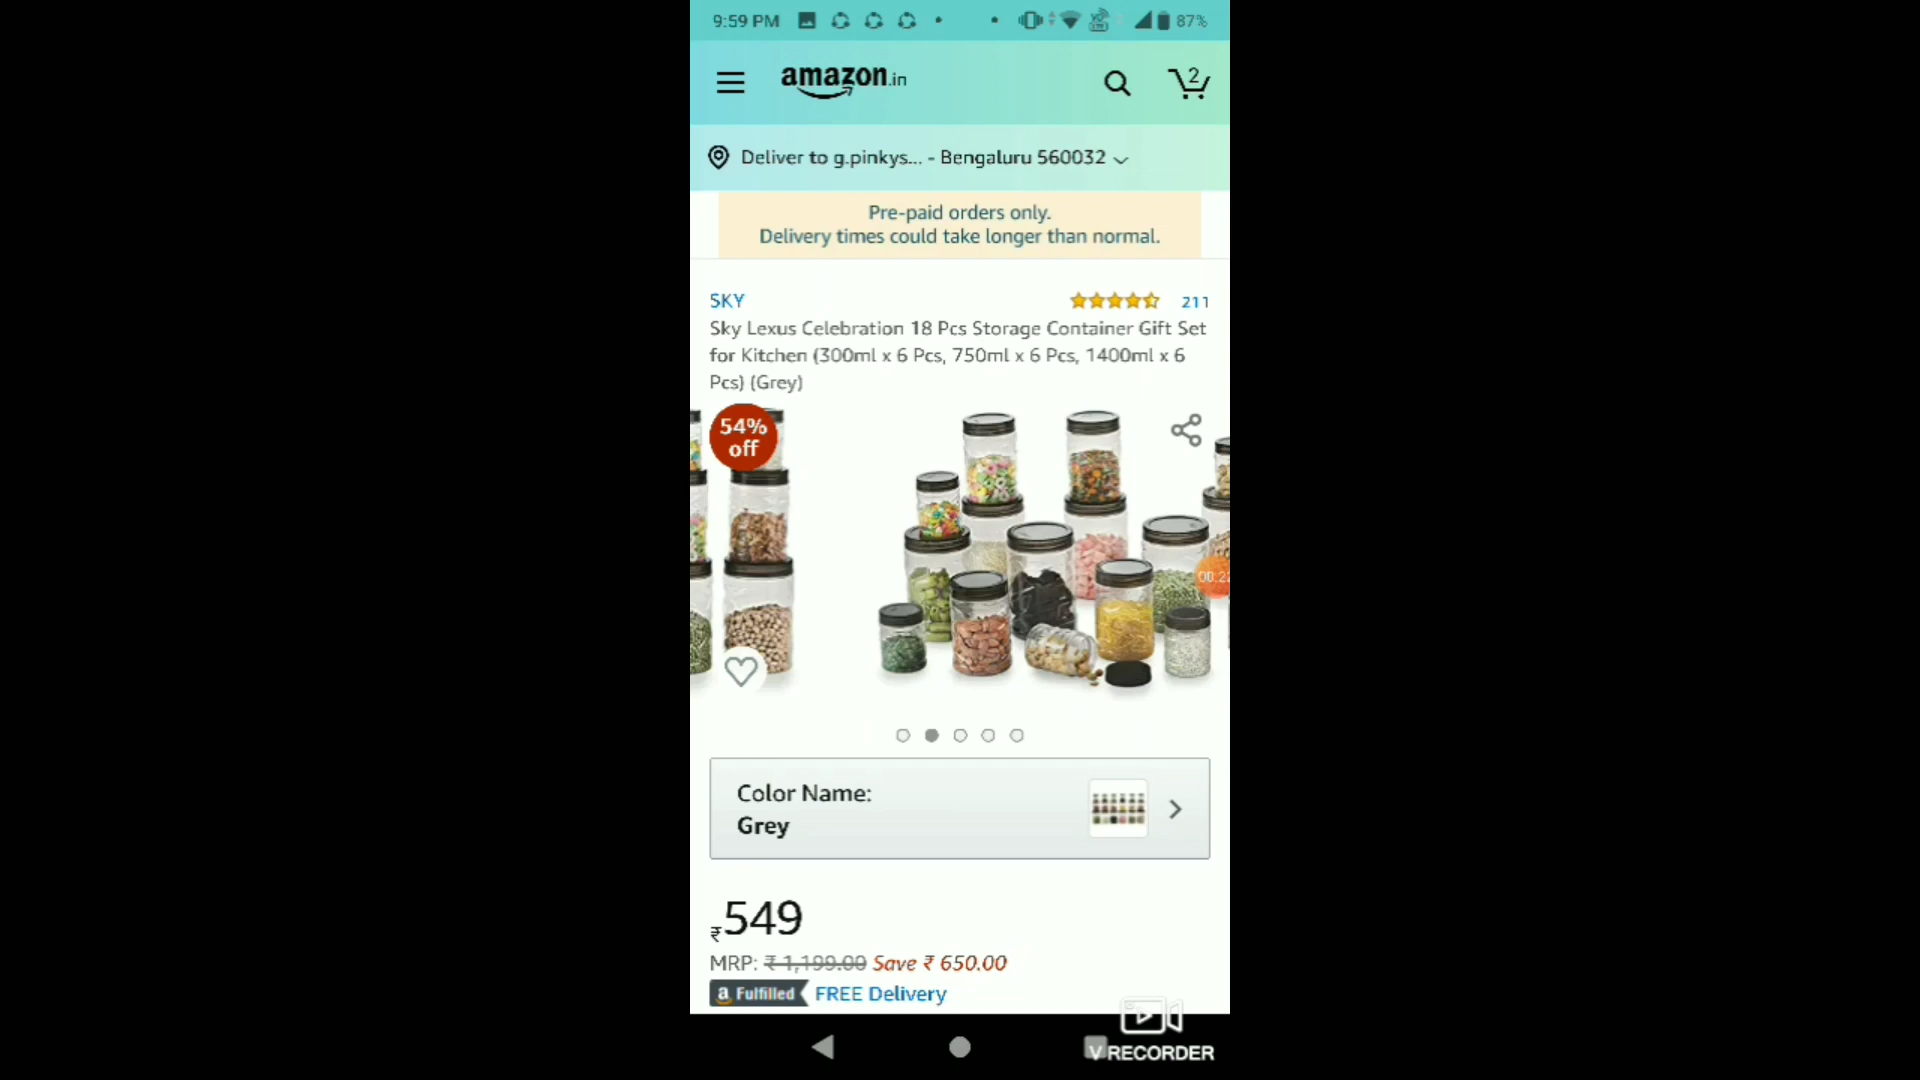 9:59 PM 87%
amazon.in
2
Deliver to g.pinkys... - Bengaluru 560032
Pre-paid orders only.
Delivery times could take longer than normal.
SKY 211
Sky Lexus Celebration 18 Pcs Storage Container Gift Set
for Kitchen (300ml x 6 Pcs, 750ml x 6 Pcs, 1400ml x 6
Pcs) (Grey)
54%
off
Color Name:
Grey
₹549
MRP: ₹ 1,199.00 Save ₹ 650.00
a Fulfilled FREE Delivery
V RECORDER